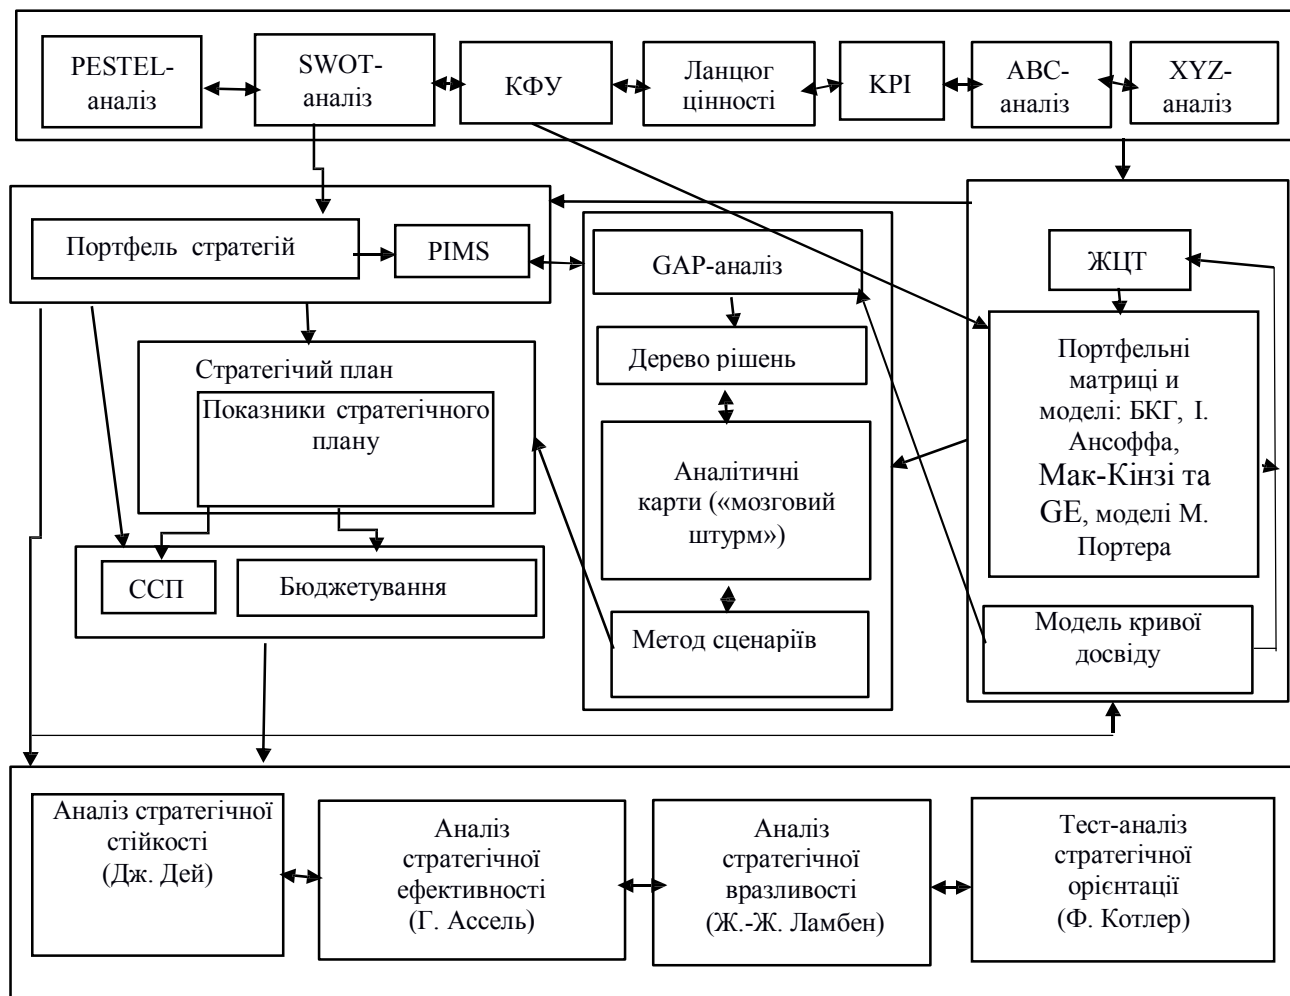 PESTEL-
аналіз
SWOT-
аналіз
КФУ
Ланцюг
цінності
KPI
ABC-
аналіз
XYZ-
аналіз
Портфель стратегій
PIMS
GAP-аналіз
ЖЦТ
Дерево рішень
Портфельні
матриці и
моделі: БКГ, І.
Ансоффа,
Мак-Кінзі та
GE, моделі М.
Портера
Стратегічий план
Показники стратегічного
плану
Аналітичні
карти («мозговий
штурм»)
ССП
Бюджетування
Метод сценаріїв
Модель кривої
досвіду
Аналіз стратегічної
стійкості
(Дж. Дей)
Аналіз
стратегічної
ефективності
(Г. Ассель)
Аналіз
стратегічної
вразливості
(Ж.-Ж. Ламбен)
Тест-аналіз
стратегічної
орієнтації
(Ф. Котлер)